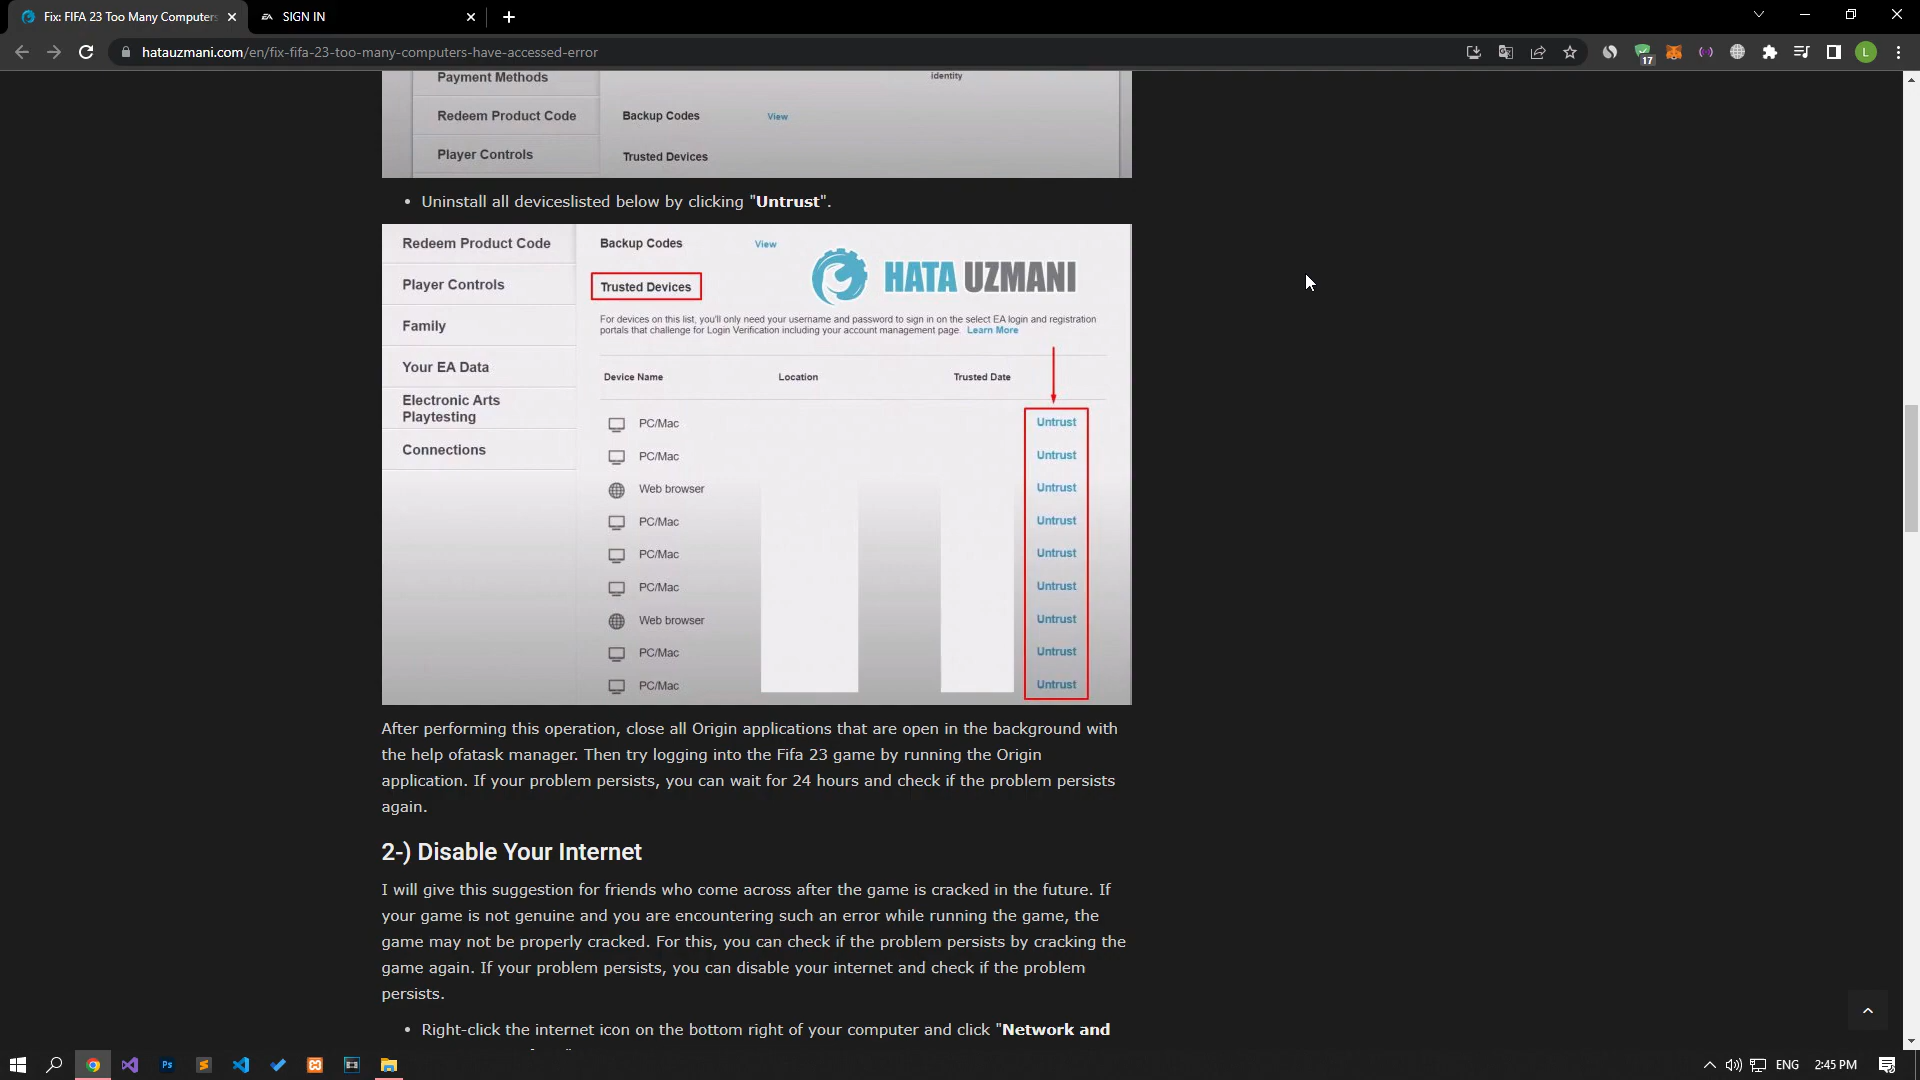 Fix: FIFA 23 Too Many Computers
SIGN IN
hatauzmani.com/en/fix-fifa-23-too-many-computers-have-accessed-error
17
L
Payment Methods
identity
Redeem Product Code
Backup Codes
View
Player Controls
Trusted Devices
• Uninstall all deviceslisted below by clicking "Untrust".
Redeem Product Code
Backup Codes
View
HATA UZMANI
Player Controls
Trusted Devices
For devices on this list, you'll only need your username and password to sign in on the select EA login and registration
portals that challenge for Login Verification including your account management page. Learn More
Family
Your EA Data
Electronic Arts
Playtesting
Connections
Device Name
Location
Trusted Date
PC/Mac
Untrust
PC/Mac
Untrust
Web browser
Untrust
PC/Mac
Untrust
PC/Mac
Untrust
PC/Mac
Untrust
Web browser
Untrust
PC/Mac
Untrust
PC/Mac
Untrust
After performing this operation, close all Origin applications that are open in the background with
the help ofatask manager. Then try logging into the Fifa 23 game by running the Origin
application. If your problem persists, you can wait for 24 hours and check if the problem persists
again.
2-) Disable Your Internet
I will give this suggestion for friends who come across after the game is cracked in the future. If
your game is not genuine and you are encountering such an error while running the game, the
game may not be properly cracked. For this, you can check if the problem persists by cracking the
game again. If your problem persists, you can disable your internet and check if the problem
persists.
• Right-click the internet icon on the bottom right of your computer and click "Network and
Ps
ENG
2:45 PM